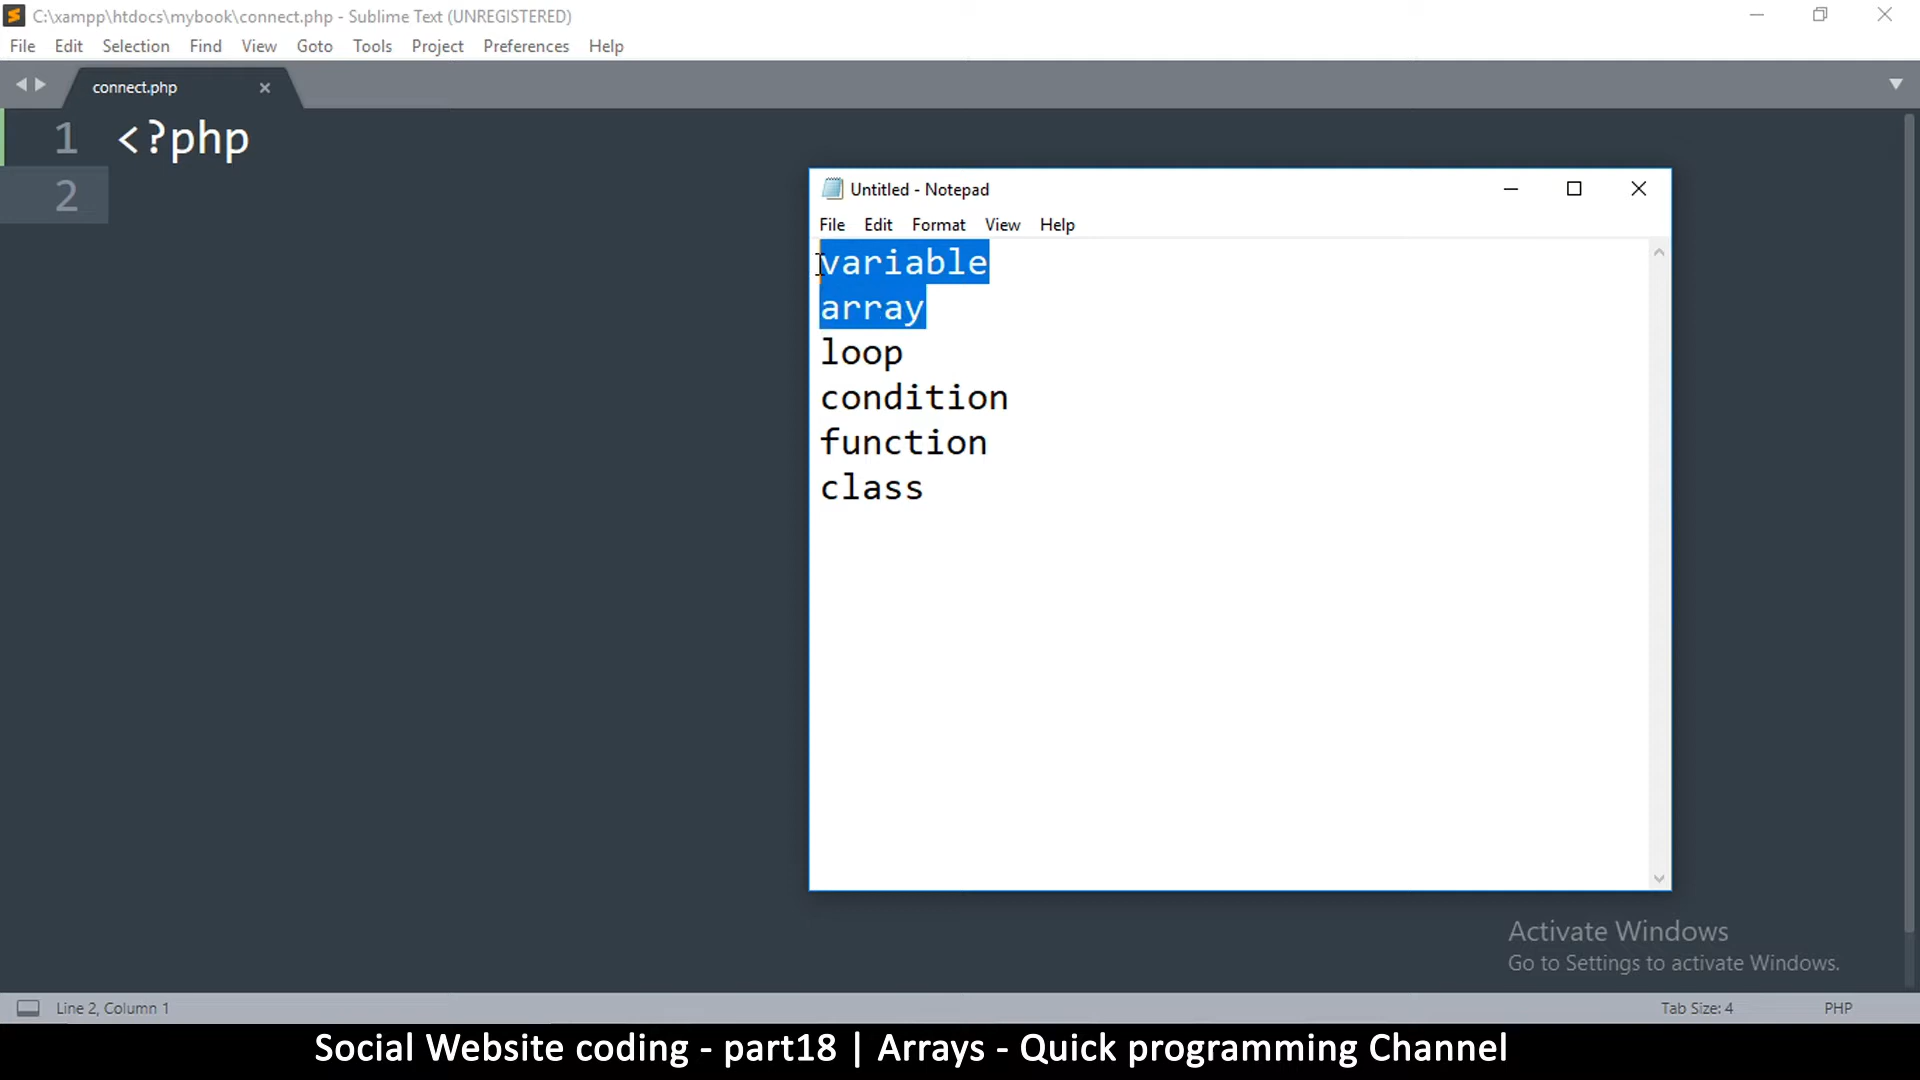 C:\xampp\htdocs\mybook\connect.php - Sublime Text (UNREGISTERED)
File Edit Selection Find View Goto Tools Project Preferences Help
connect.php
1 <?php
2
Untitled - Notepad
File Edit Format View Help
variable
array
loop
condition
function
class
Activate Windows
Go to Settings to activate Windows.
Line 2, Column 1
Tab Size: 4
PHP
Social Website coding - part18 | Arrays - Quick programming Channel